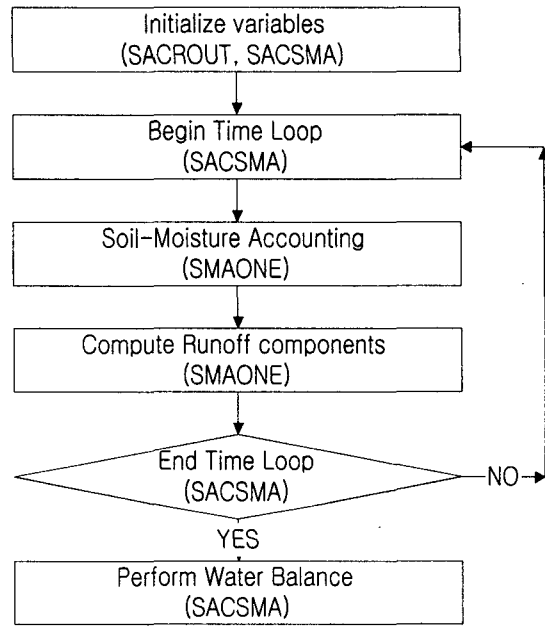 Initialize variables
(SACROUT, SACSMA)
Begin Time Loop
(SACSMA)
Soil-Moisture Accounting
(SMAONE)
Compute Runoff components
(SMAONE)
End Time Loop
(SACSMA)
NO
YES
Perform Water Balance
(SACSMA)